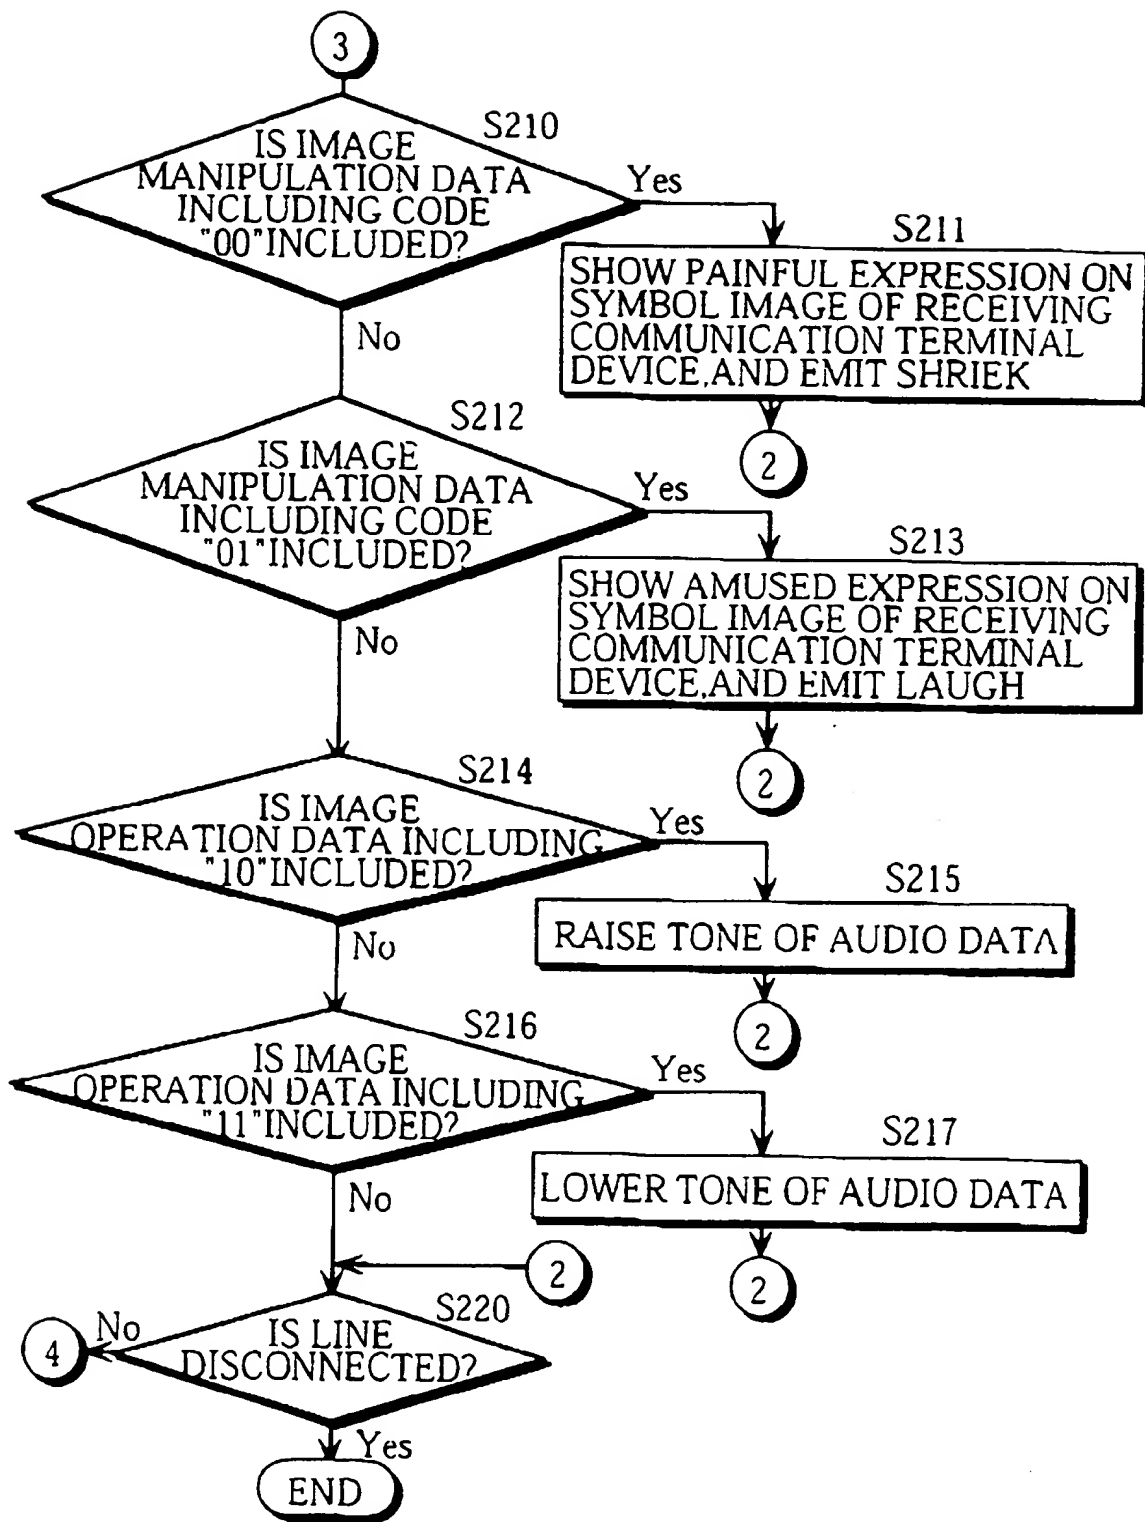 3
S210
IS IMAGE
MANIPULATION DATA
INCLUDING CODE
"00"INCLUDED?
Yes
No
S211
SHOW PAINFUL EXPRESSION ON
SYMBOL IMAGE OF RECEIVING
COMMUNICATION TERMINAL
DEVICE,AND EMIT SHRIEK
2
S212
IS IMAGE
MANIPULATION DATA
INCLUDING CODE
"01"INCLUDED?
Yes
No
S213
SHOW AMUSED EXPRESSION ON
SYMBOL IMAGE OF RECEIVING
COMMUNICATION TERMINAL
DEVICE,AND EMIT LAUGH
2
S214
IS IMAGE
OPERATION DATA INCLUDING
"10"INCLUDED?
Yes
No
S215
RAISE TONE OF AUDIO DATA
2
S216
IS IMAGE
OPERATION DATA INCLUDING
"11"INCLUDED?
Yes
No
S217
LOWER TONE OF AUDIO DATA
2
2
S220
IS LINE
DISCONNECTED?
No
4
Yes
END